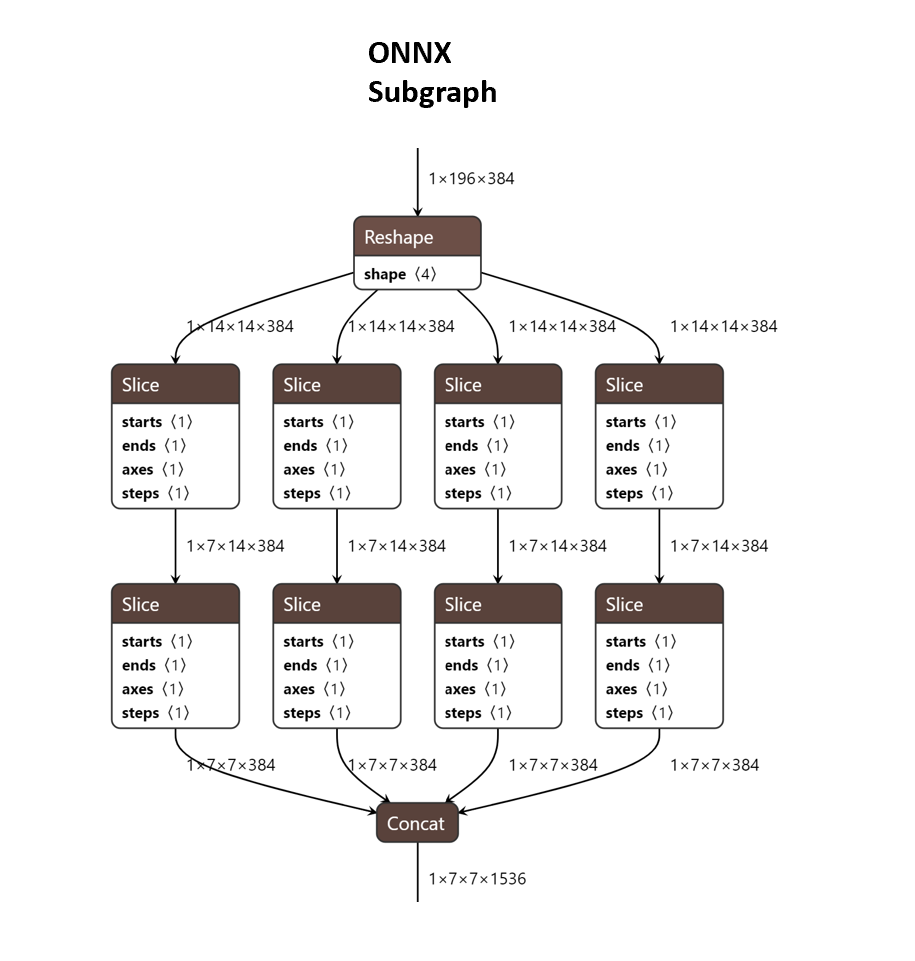 ONNX
Subgraph
1×196×384
Reshape
shape ⟨4⟩
1×14×14×384 1×14×14×384 1×14×14×384 1×14×14×384
Slice Slice Slice Slice
starts ⟨1⟩ starts ⟨1⟩ starts ⟨1⟩ starts ⟨1⟩
ends ⟨1⟩ ends ⟨1⟩ ends ⟨1⟩ ends ⟨1⟩
axes ⟨1⟩ axes ⟨1⟩ axes ⟨1⟩ axes ⟨1⟩
steps ⟨1⟩ steps ⟨1⟩ steps ⟨1⟩ steps ⟨1⟩
1×7×14×384 1×7×14×384 1×7×14×384 1×7×14×384
Slice Slice Slice Slice
starts ⟨1⟩ starts ⟨1⟩ starts ⟨1⟩ starts ⟨1⟩
ends ⟨1⟩ ends ⟨1⟩ ends ⟨1⟩ ends ⟨1⟩
axes ⟨1⟩ axes ⟨1⟩ axes ⟨1⟩ axes ⟨1⟩
steps ⟨1⟩ steps ⟨1⟩ steps ⟨1⟩ steps ⟨1⟩
1×7×7×384 1×7×7×384 1×7×7×384 1×7×7×384
Concat
1×7×7×1536